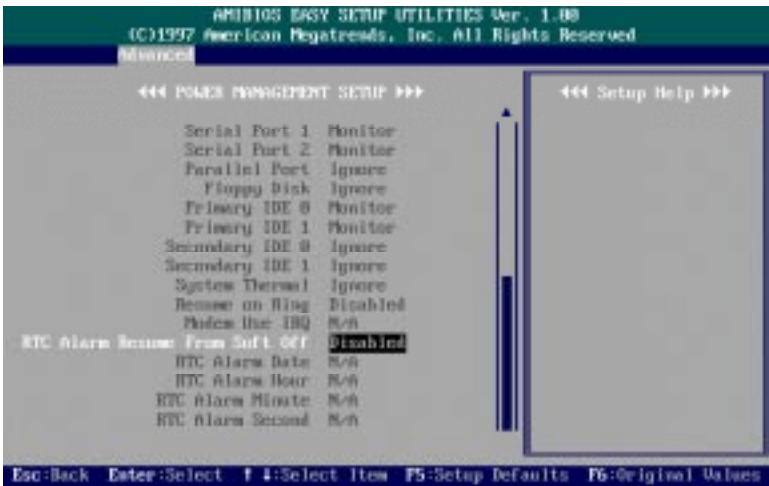 AMIBIOS EASY SETUP UTILITIES Ver. 1.00
(C)1997 American Megatrends, Inc. All Rights Reserved
Advanced
POWER MANAGEMENT SETUP
Setup Help
Serial Port 1 Monitor
Serial Port 2 Monitor
Parallel Port Ignore
Floppy Disk Ignore
Primary IDE 0 Monitor
Primary IDE 1 Monitor
Secondary IDE 0 Ignore
Secondary IDE 1 Ignore
System Thermal Ignore
Resume on Ring Disabled
Modem Use IRQ N/A
RTC Alarm Resume From Soft Off Disabled
RTC Alarm Date N/A
RTC Alarm Hour N/A
RTC Alarm Minute N/A
RTC Alarm Second N/A
Esc:Back Enter:Select ↑ ↓:Select Item F5:Setup Defaults F6:Original Values